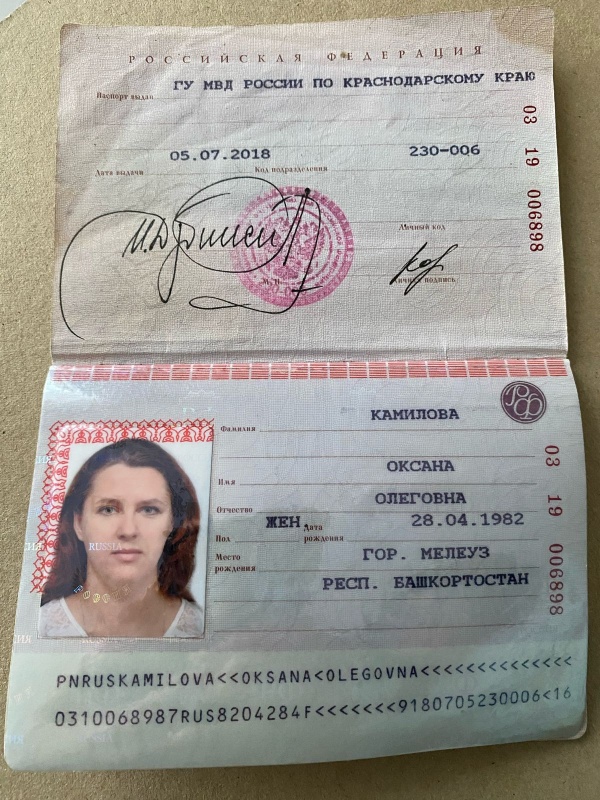 РОССИЙСКАЯ ФЕДЕРАЦИЯ
Паспорт выдан ГУ МВД РОССИИ ПО КРАСНОДАРСКОМУ КРАЮ
05.07.2018 230-006
Дата выдачи Код подразделения
03 19 006898
Личный код
Личная подпись
КАМИЛОВА
Фамилия
ОКСАНА
Имя
ОЛЕГОВНА
Отчество
ЖЕН. 28.04.1982
Пол Дата рождения
Место рождения ГОР. МЕЛЕУЗ
РЕСП. БАШКОРТОСТАН
03 19 006898
RUSSIA
PNRUSKAMILOVA<<OKSANA<OLEGOVNA<<<<<<<<<<<<<<
0310068987RUS8204284F<<<<<<<9180705230006<16